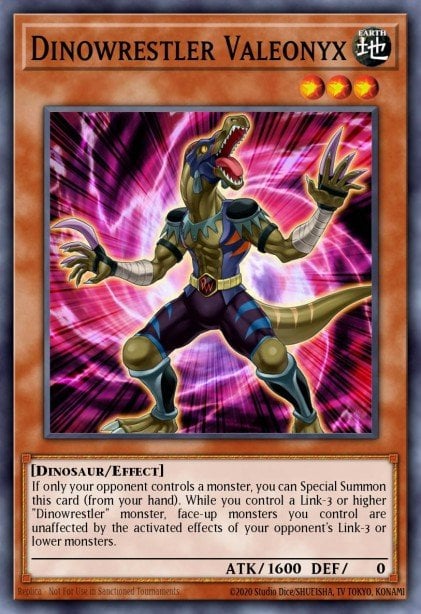 Dinowrestler Valeonyx
EARTH
地
[Dinosaur/Effect]
If only your opponent controls a monster, you can Special Summon
this card (from your hand). While you control a Link-3 or higher
"Dinowrestler" monster, face-up monsters you control are
unaffected by the activated effects of your opponent's Link-3 or
lower monsters.
ATK/1600 DEF/ 0
Replica - Not For Use in Sanctioned Tournaments.
©2020 Studio Dice/SHUEISHA, TV TOKYO, KONAMI